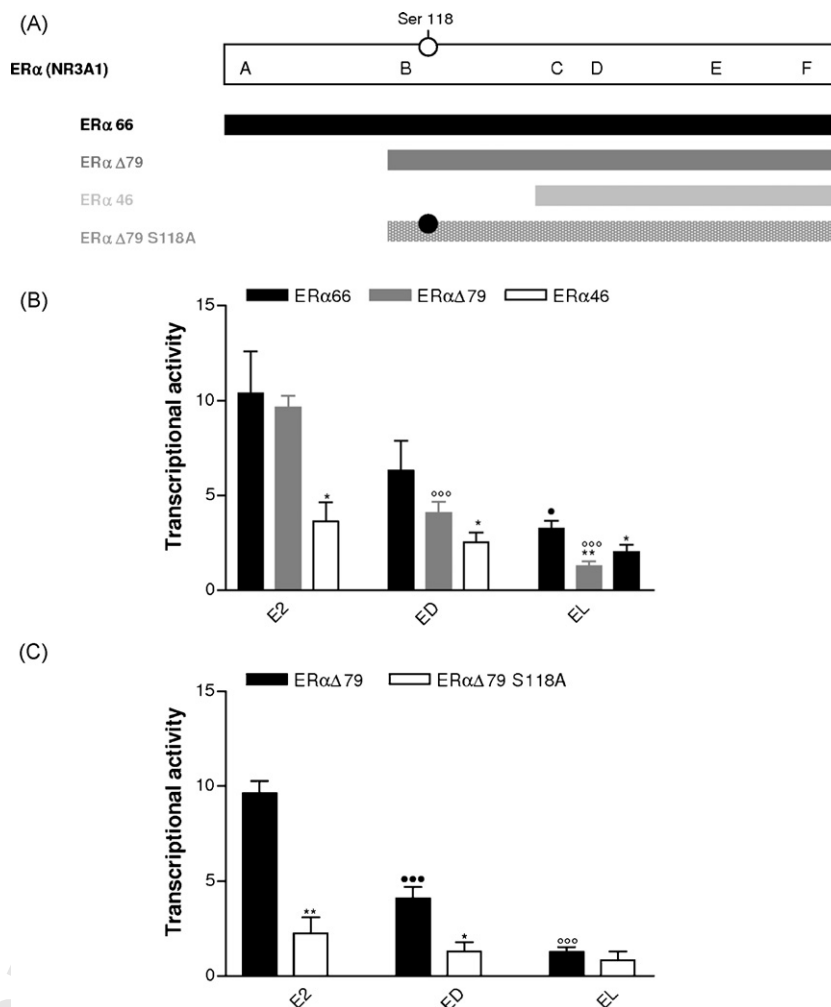 (A)
Ser 118
ERα (NR3A1)
A B C D E F
ERα 66
ERα Δ79
ERα 46
ERα Δ79 S118A
(B)
ERα66 ERαΔ79 ERα46
Transcriptional activity
15
10
5
0
*
°°°
*
•
°°°
**
*
E2 ED EL
(C)
ERαΔ79 ERαΔ79 S118A
Transcriptional activity
15
10
5
0
**
•••
*
°°°
E2 ED EL